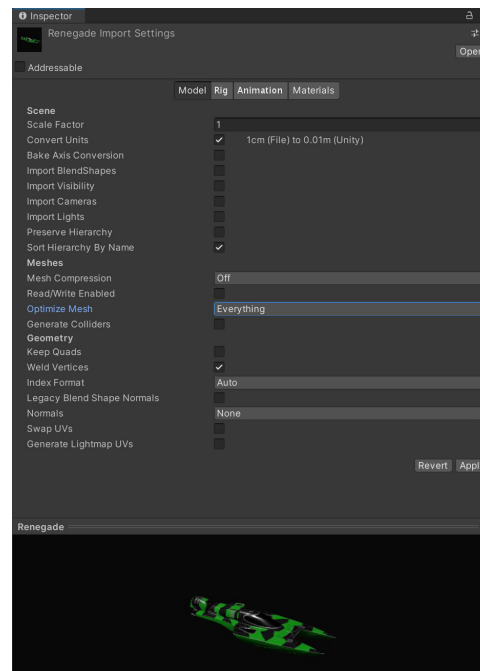 Inspector
Renegade Import Settings
Open
Addressable
Model Rig Animation Materials
Scene
Scale Factor 1
Convert Units 1cm (File) to 0.01m (Unity)
Bake Axis Conversion
Import BlendShapes
Import Visibility
Import Cameras
Import Lights
Preserve Hierarchy
Sort Hierarchy By Name
Meshes
Mesh Compression Off
Read/Write Enabled
Optimize Mesh Everything
Generate Colliders
Geometry
Keep Quads
Weld Vertices
Index Format Auto
Legacy Blend Shape Normals
Normals None
Swap UVs
Generate Lightmap UVs
Revert Appl
Renegade